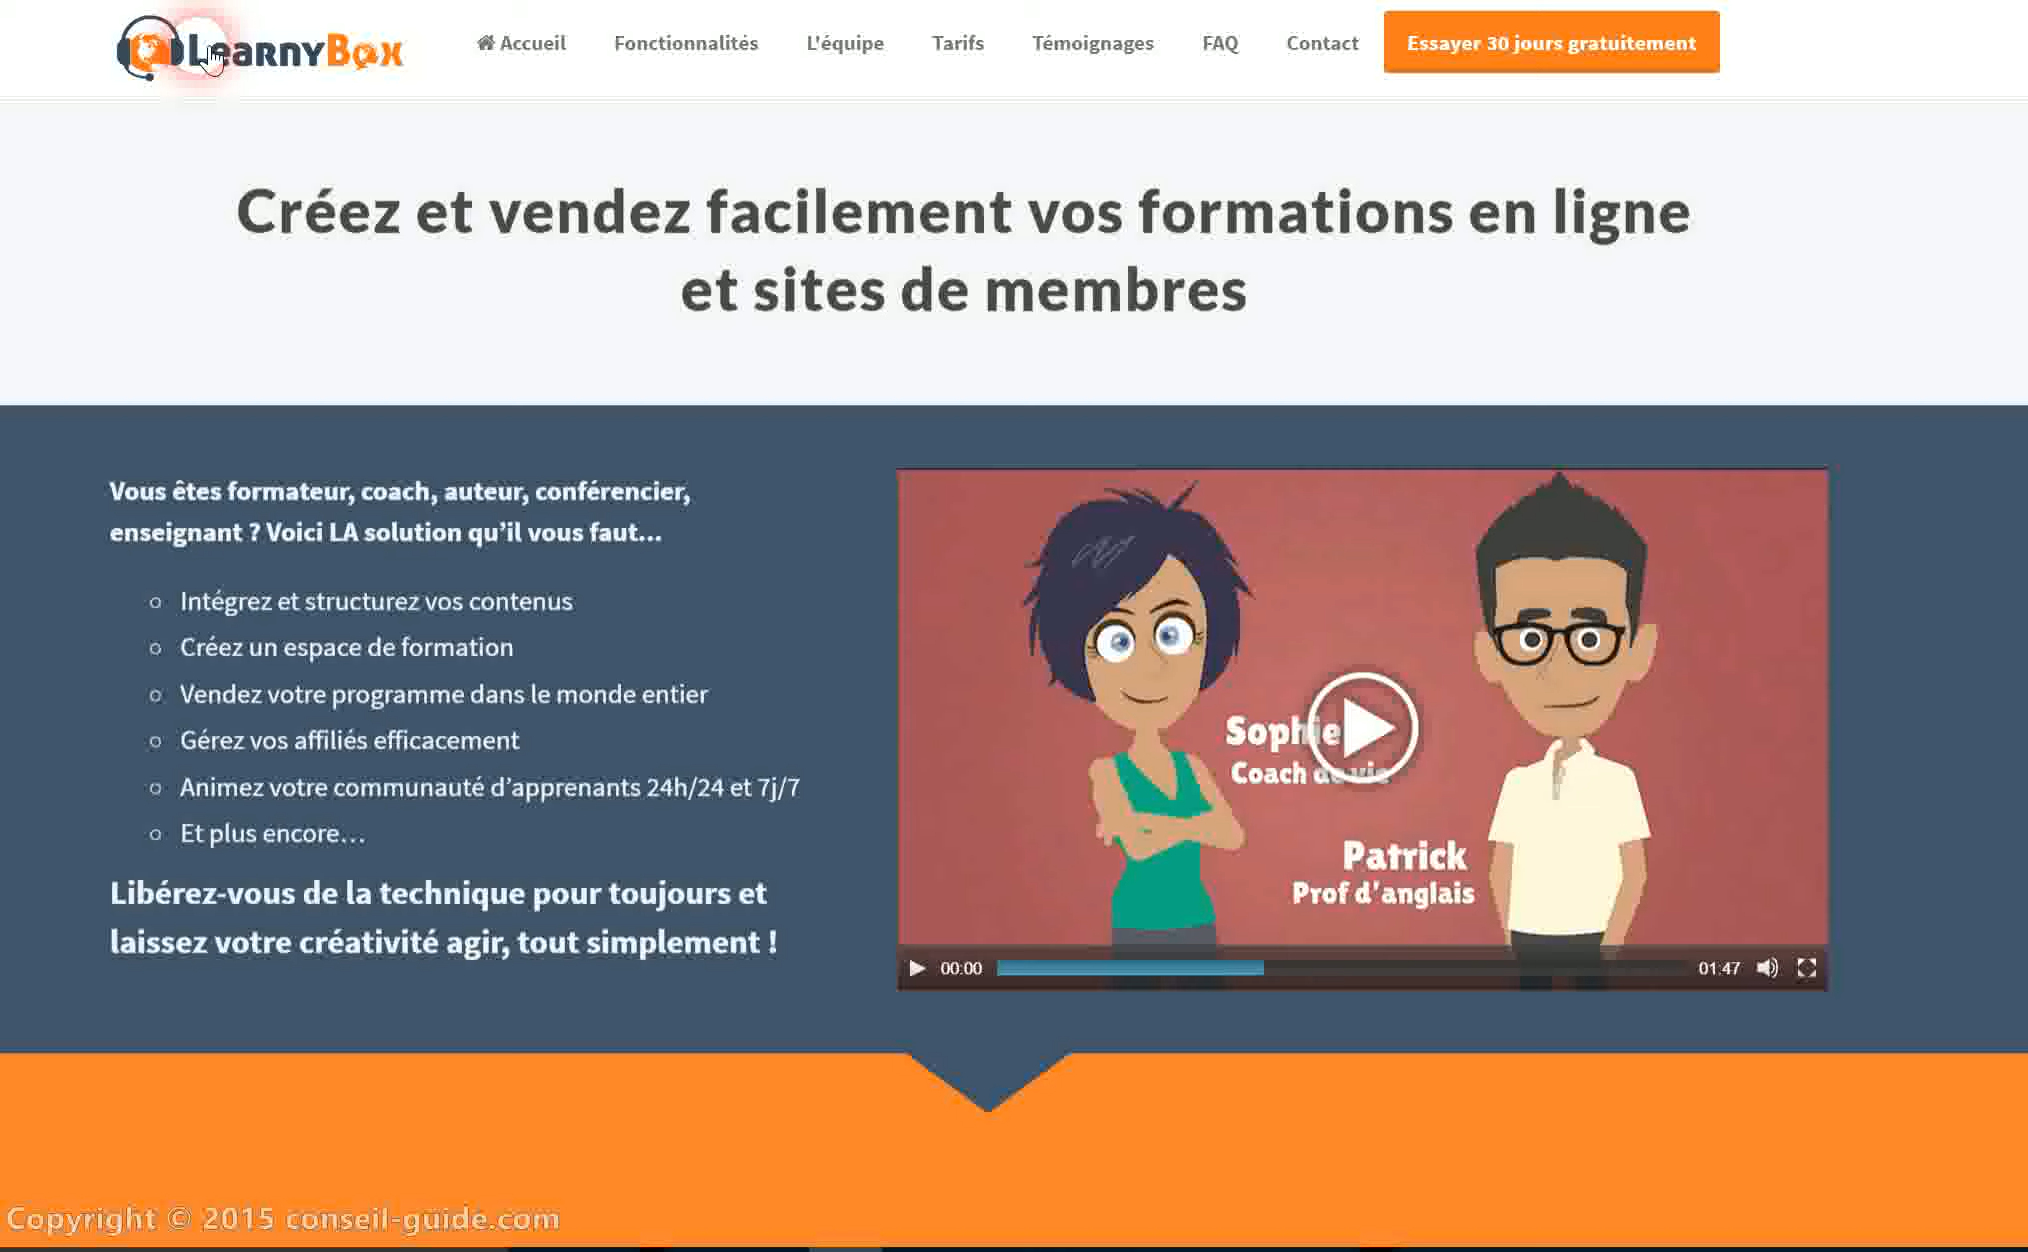 LearnyBox
Accueil Fonctionnalités L'équipe Tarifs Témoignages FAQ Contact Essayer 30 jours gratuitement
Créez et vendez facilement vos formations en ligne
et sites de membres
Vous êtes formateur, coach, auteur, conférencier,
enseignant ? Voici LA solution qu’il vous faut...
Intégrez et structurez vos contenus
Créez un espace de formation
Vendez votre programme dans le monde entier
Gérez vos affiliés efficacement
Animez votre communauté d’apprenants 24h/24 et 7j/7
Et plus encore…
Libérez-vous de la technique pour toujours et
laissez votre créativité agir, tout simplement !
Sophie
Coach de vie
Patrick
Prof d'anglais
00:00 01:47
Copyright © 2015 conseil-guide.com